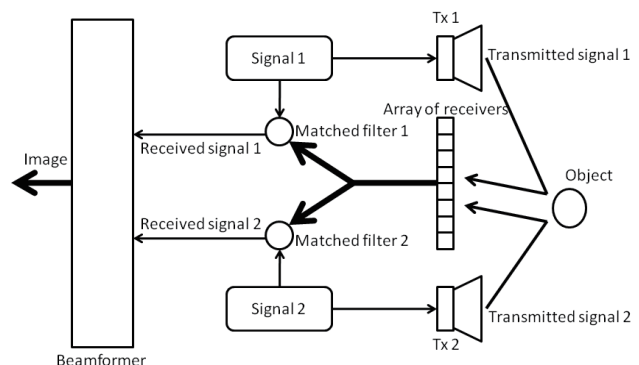 Tx 1
Signal 1
Transmitted signal 1
Array of receivers
Matched filter 1
Received signal 1
Image
Object
Received signal 2
Matched filter 2
Signal 2
Transmitted signal 2
Tx 2
Beamformer